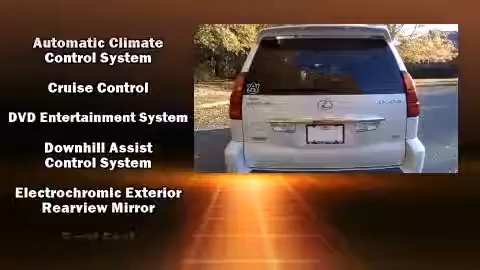 Automatic Climate
Control System
Cruise Control
DVD Entertainment System
Downhill Assist
Control System
Electrochromic Exterior
Rearview Mirror